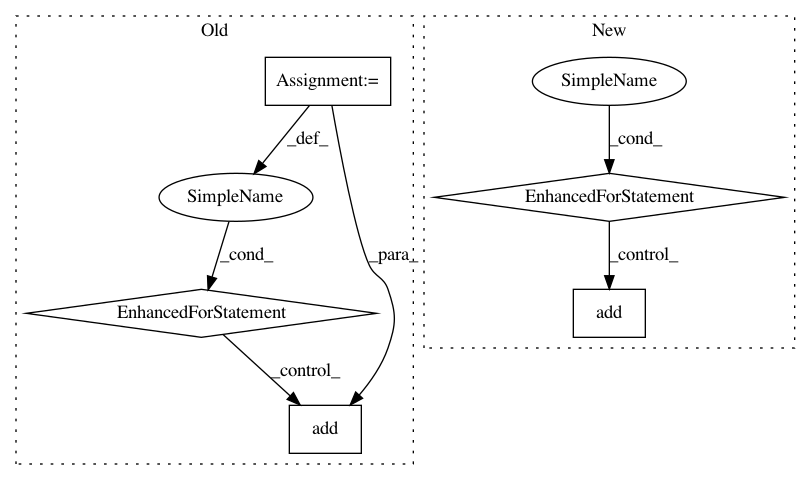 Old
Assignment:=
_def_
SimpleName
_cond_
_para_
EnhancedForStatement
_control_
add
New
SimpleName
_cond_
EnhancedForStatement
_control_
add